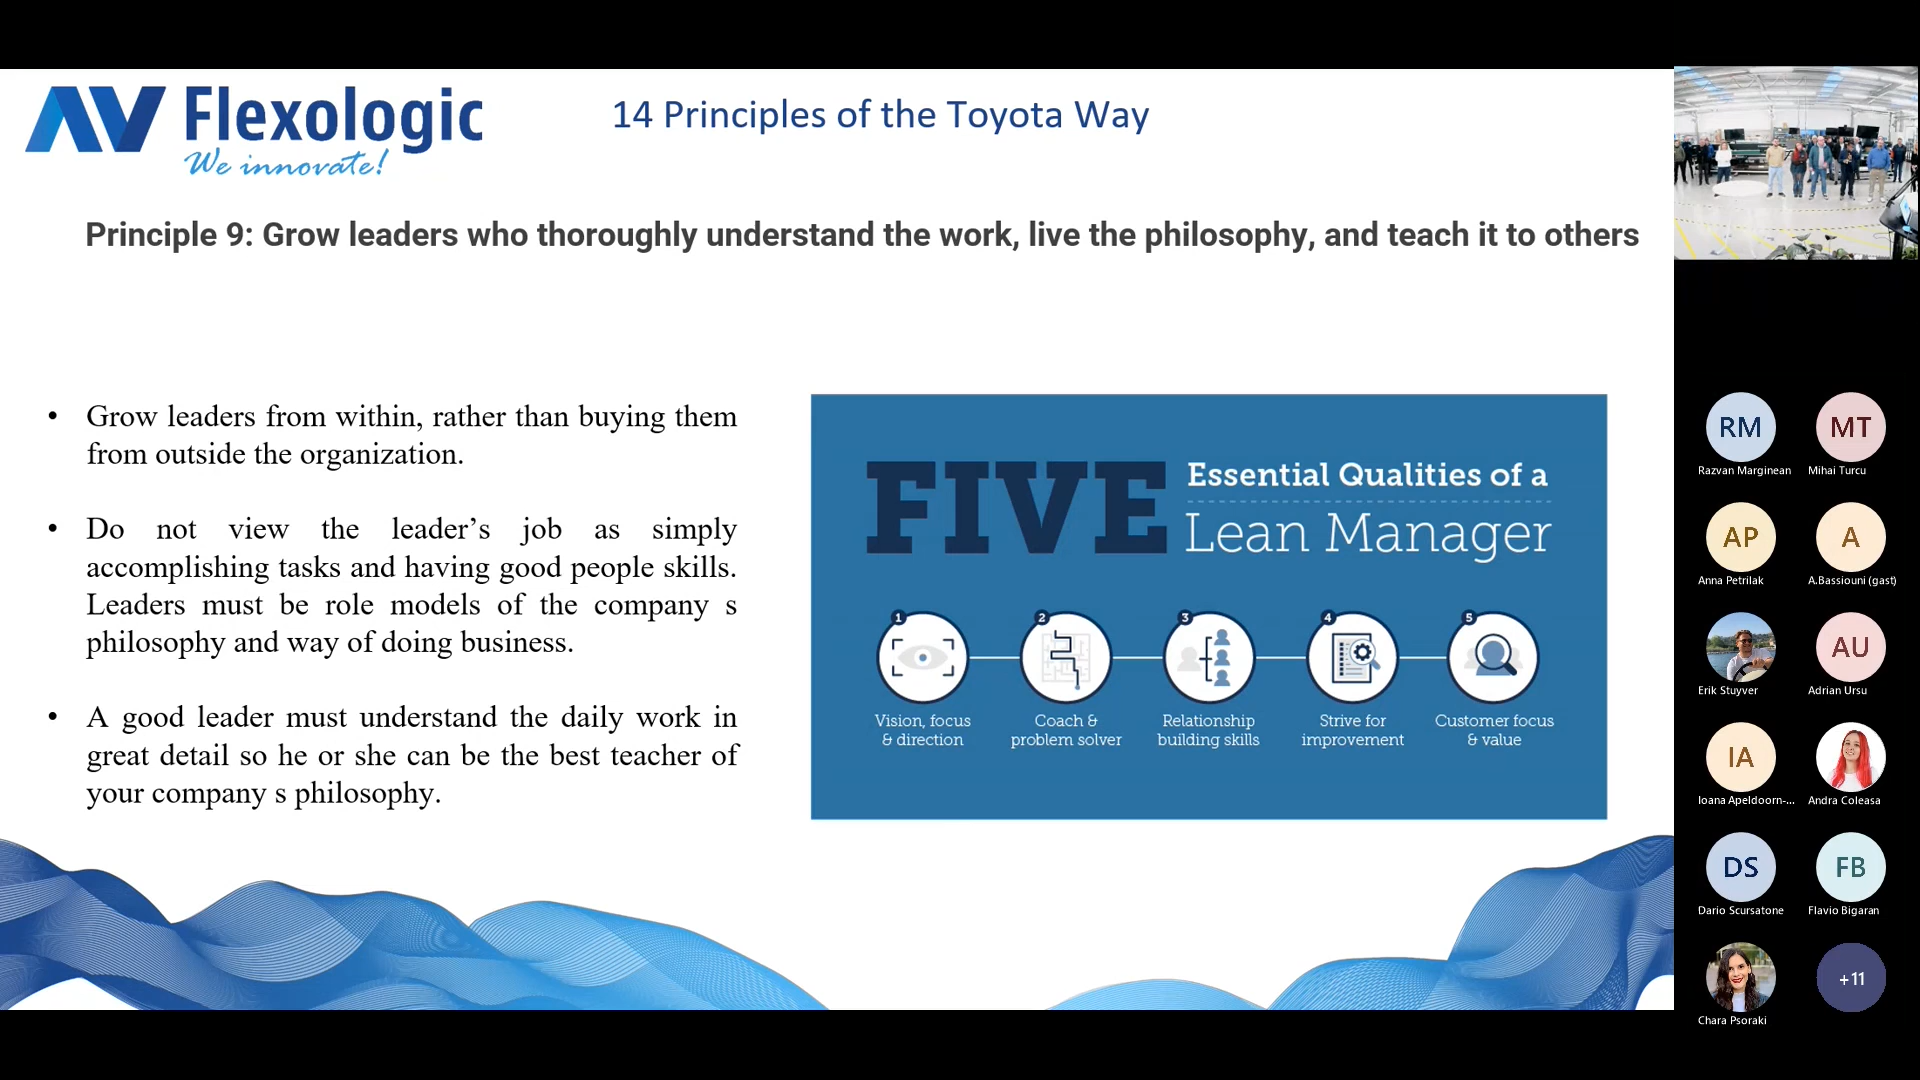 AV Flexologic
We innovate!
14 Principles of the Toyota Way
Principle 9: Grow leaders who thoroughly understand the work, live the philosophy, and teach it to others
• Grow leaders from within, rather than buying them
from outside the organization.
• Do not view the leader’s job as simply
accomplishing tasks and having good people skills.
Leaders must be role models of the company s
philosophy and way of doing business.
• A good leader must understand the daily work in
great detail so he or she can be the best teacher of
your company s philosophy.
FIVE
Essential Qualities of a
Lean Manager
1
2
3
4
5
Vision, focus
& direction
Coach &
problem solver
Relationship
building skills
Strive for
improvement
Customer focus
& value
RM
Razvan Marginean
MT
Mihai Turcu
AP
Anna Petrilak
A
A.Bassiouni (gast)
Erik Stuyver
AU
Adrian Ursu
IA
Ioana Apeldoorn-...
Andra Coleasa
DS
Dario Scursatone
FB
Flavio Bigaran
Chara Psoraki
+11